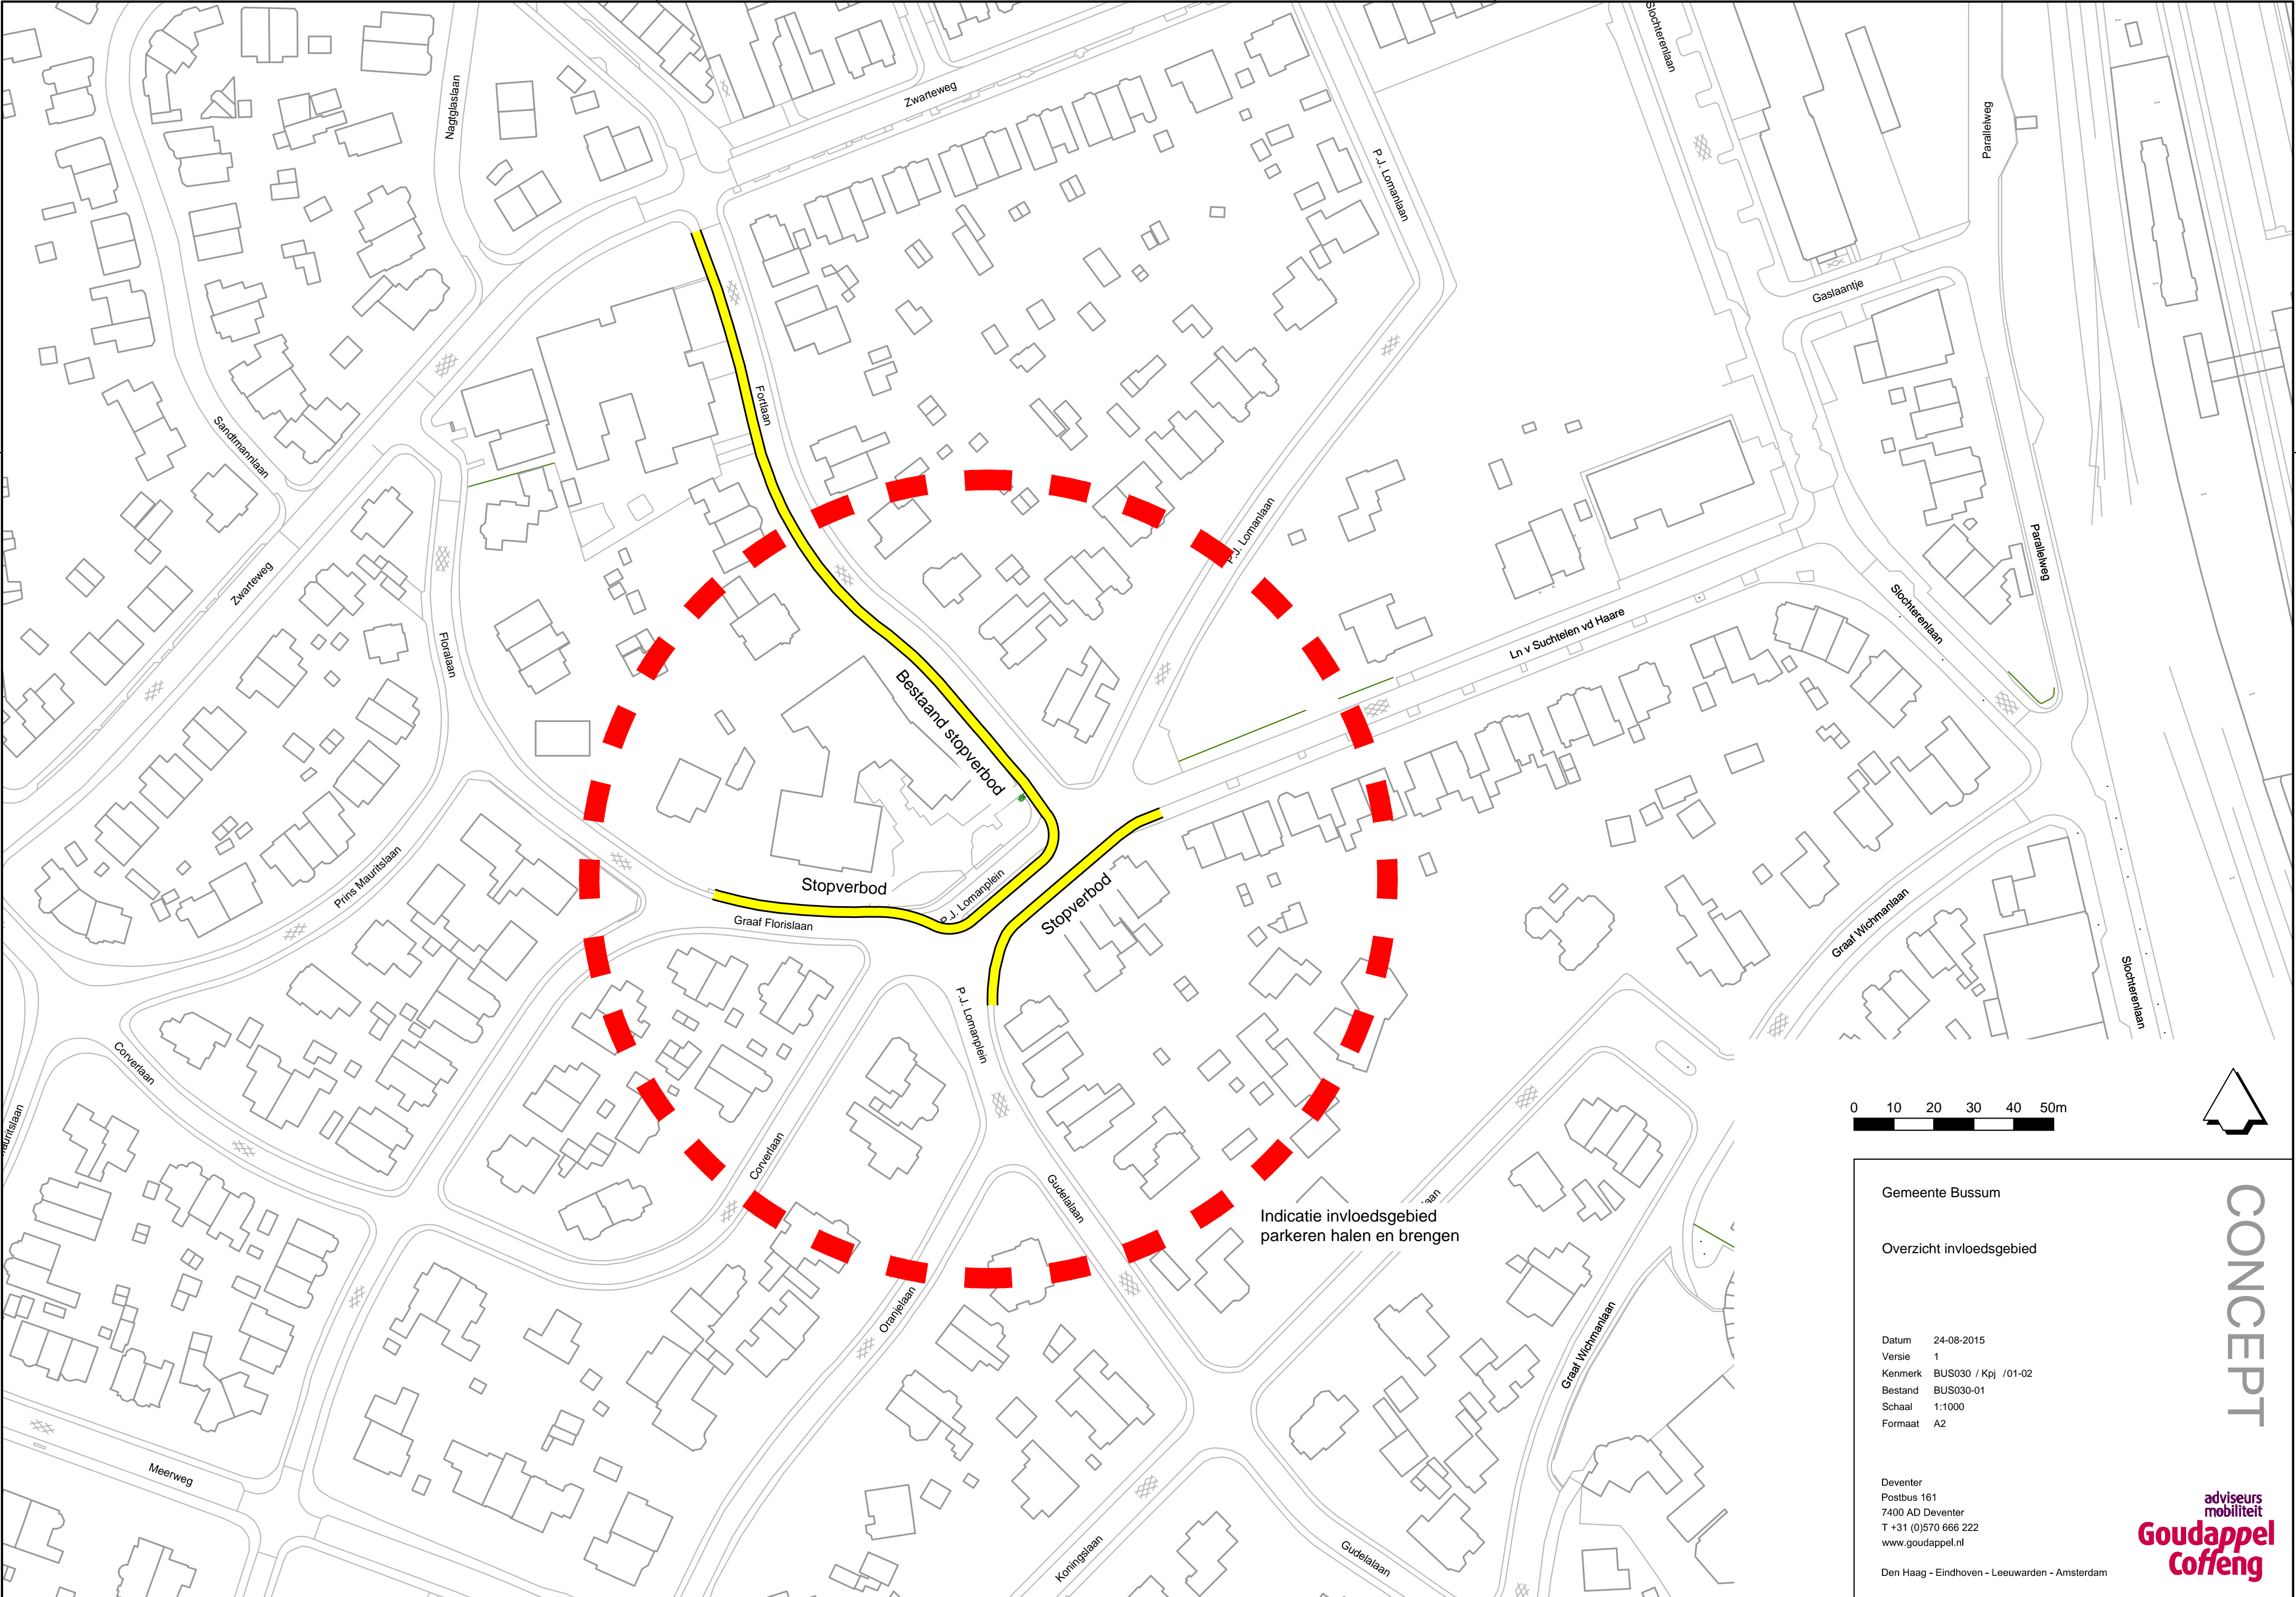 Slochterenlaan
Nagtglaslaan
Zwarteweg
Parallelweg
P.J. Lomanlaan
Gaslaantje
Fortlaan
Sandtmannlaan
P.J. Lomanlaan
Parallelweg
Zwarteweg
Floralaan
Slochterenlaan
Ln v Suchtelen vd Haare
Bestaand stopverbod
Prins Mauritslaan
Stopverbod
P.J. Lomanplein
Stopverbod
Graaf Florislaan
Graaf Wichmanlaan
Slochterenlaan
P.J. Lomanplein
Corverlaan
auritslaan
Corverlaan
Gudelalaan
aan
Indicatie invloedsgebied
parkeren halen en brengen
Oranjelaan
Graaf Wichmanlaan
Meerweg
Koningslaan
Gudelalaan
0 10 20 30 40 50m
Gemeente Bussum
Overzicht invloedsgebied
CONCEPT
Datum 24-08-2015
Versie 1
Kenmerk BUS030 / Kpj /01-02
Bestand BUS030-01
Schaal 1:1000
Formaat A2
Deventer
Postbus 161
7400 AD Deventer
T +31 (0)570 666 222
www.goudappel.nl
Den Haag - Eindhoven - Leeuwarden - Amsterdam
adviseurs
mobiliteit
Goudappel
Coffeng